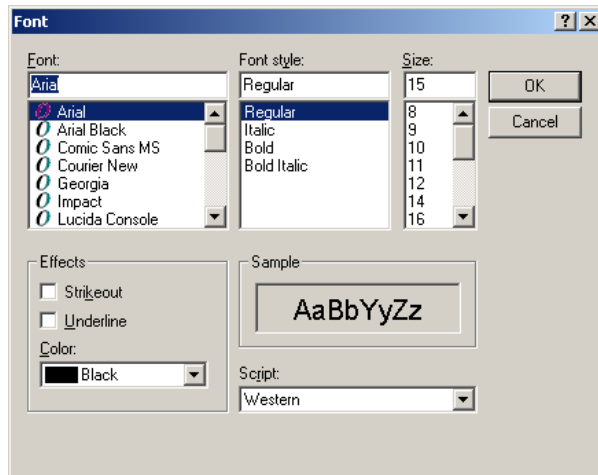 Font
Font: Font style: Size:
Arial Regular 15 OK
Arial Regular 8 Cancel
Arial Black Italic 9
Comic Sans MS Bold 10
Courier New Bold Italic 11
Georgia 12
Impact 14
Lucida Console 16
Effects Sample
Strikeout AaBbYyZz
Underline
Color: Script:
Black Western